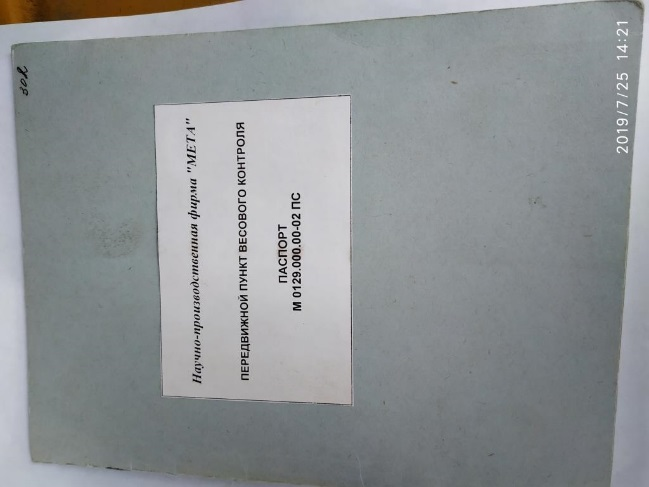 Научно-производственная фирма "МЕТА"
ПЕРЕДВИЖНОЙ ПУНКТ ВЕСОВОГО КОНТРОЛЯ
ПАСПОРТ
М 0129.000.00-02 ПС
2019/7/25 14:21